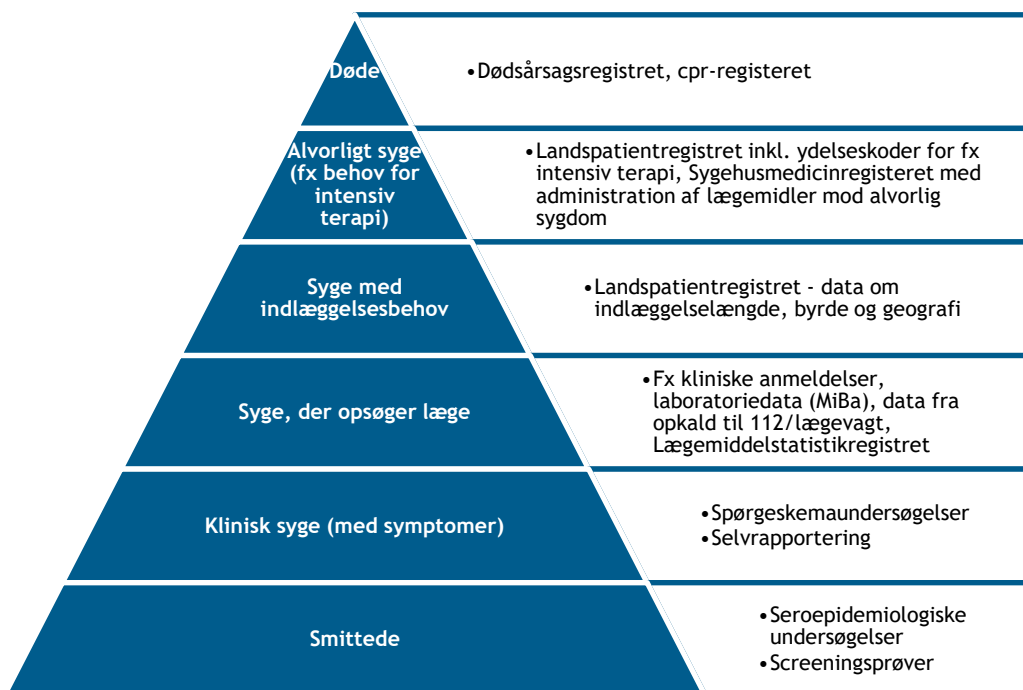 Døde
•Dødsårsagsregistret, cpr-registeret
Alvorligt syge
(fx behov for
intensiv
terapi)
•Landspatientregistret inkl. ydelseskoder for fx
intensiv terapi, Sygehusmedicinregisteret med
administration af lægemidler mod alvorlig
sygdom
Syge med
indlæggelsesbehov
•Landspatientregistret - data om
indlæggelselængde, byrde og geografi
Syge, der opsøger læge
•Fx kliniske anmeldelser,
laboratoriedata (MiBa), data fra
opkald til 112/lægevagt,
Lægemiddelstatistikregistret
Klinisk syge (med symptomer)
•Spørgeskemaundersøgelser
•Selvrapportering
Smittede
•Seroepidemiologiske
undersøgelser
•Screeningsprøver